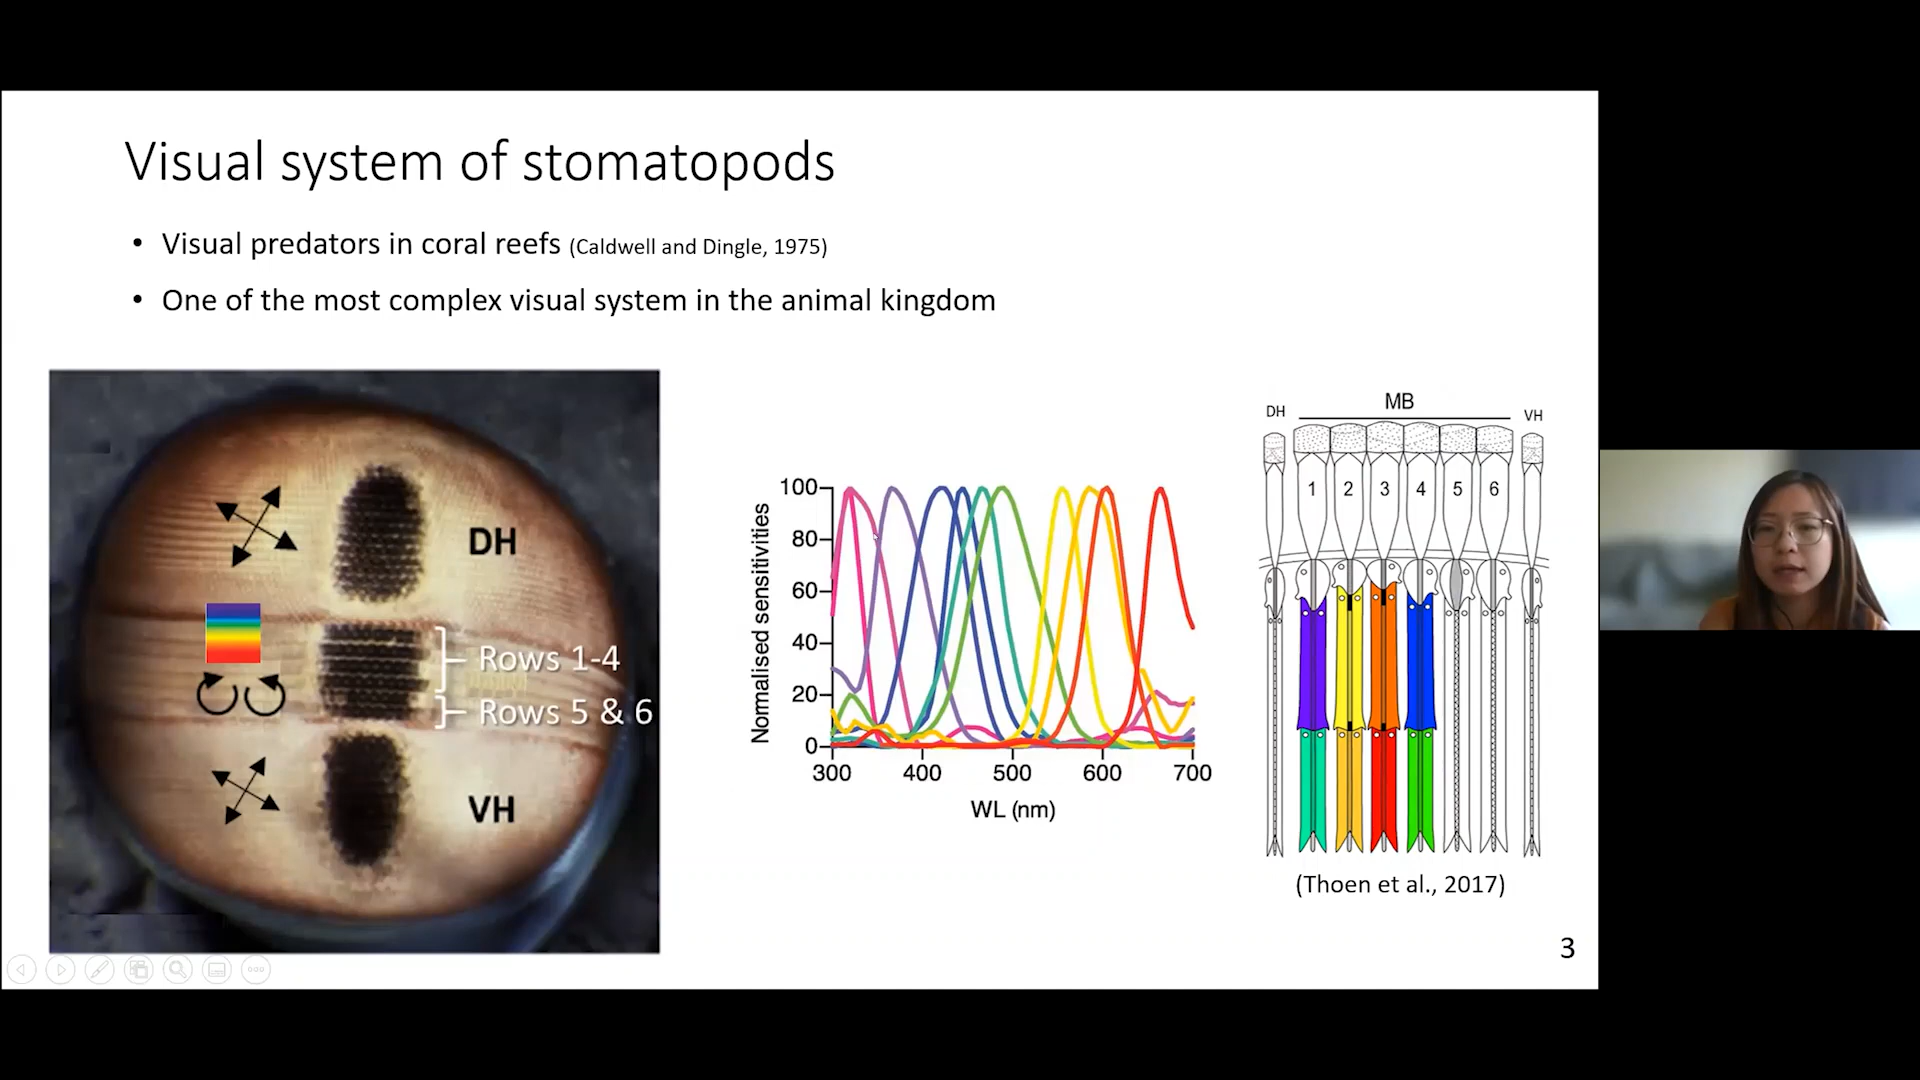 Visual system of stomatopods
• Visual predators in coral reefs (Caldwell and Dingle, 1975)
• One of the most complex visual system in the animal kingdom
DH
Rows 1-4
Rows 5 & 6
VH
Normalised sensitivities
100
80
60
40
20
0
300 400 500 600 700
WL (nm)
DH MB VH
1 2 3 4 5 6
(Thoen et al., 2017)
3